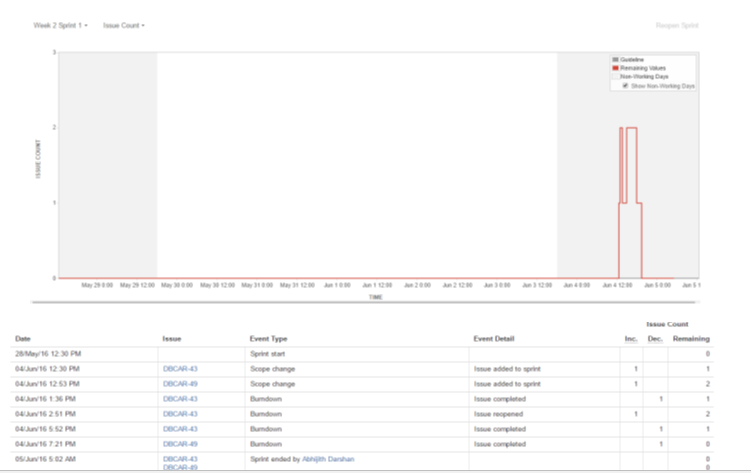 Week 2 Sprint 1 Issue Count Reopen Sprint
3
Guideline
Remaining Values
Non-Working Days
Show Non-Working Days
2
ISSUE COUNT
1
0
May 29 0:00 May 29 12:00 May 30 0:00 May 30 12:00 May 31 0:00 May 31 12:00 Jun 1 0:00 Jun 1 12:00 Jun 2 0:00 Jun 2 12:00 Jun 3 0:00 Jun 3 12:00 Jun 4 0:00 Jun 4 12:00 Jun 5 0:00 Jun 5 1
TIME
Issue Count
Date Issue Event Type Event Detail Inc. Dec. Remaining
28/May/16 12:30 PM Sprint start 0
04/Jun/16 12:30 PM DBCAR-43 Scope change Issue added to sprint 1 1
04/Jun/16 12:53 PM DBCAR-49 Scope change Issue added to sprint 1 2
04/Jun/16 1:36 PM DBCAR-43 Burndown Issue completed 1 1
04/Jun/16 2:51 PM DBCAR-43 Burndown Issue reopened 1 2
04/Jun/16 5:52 PM DBCAR-43 Burndown Issue completed 1 1
04/Jun/16 7:21 PM DBCAR-49 Burndown Issue completed 1 0
05/Jun/16 5:02 AM DBCAR-43 Sprint ended by Abhijith Darshan 0
DBCAR-49 0